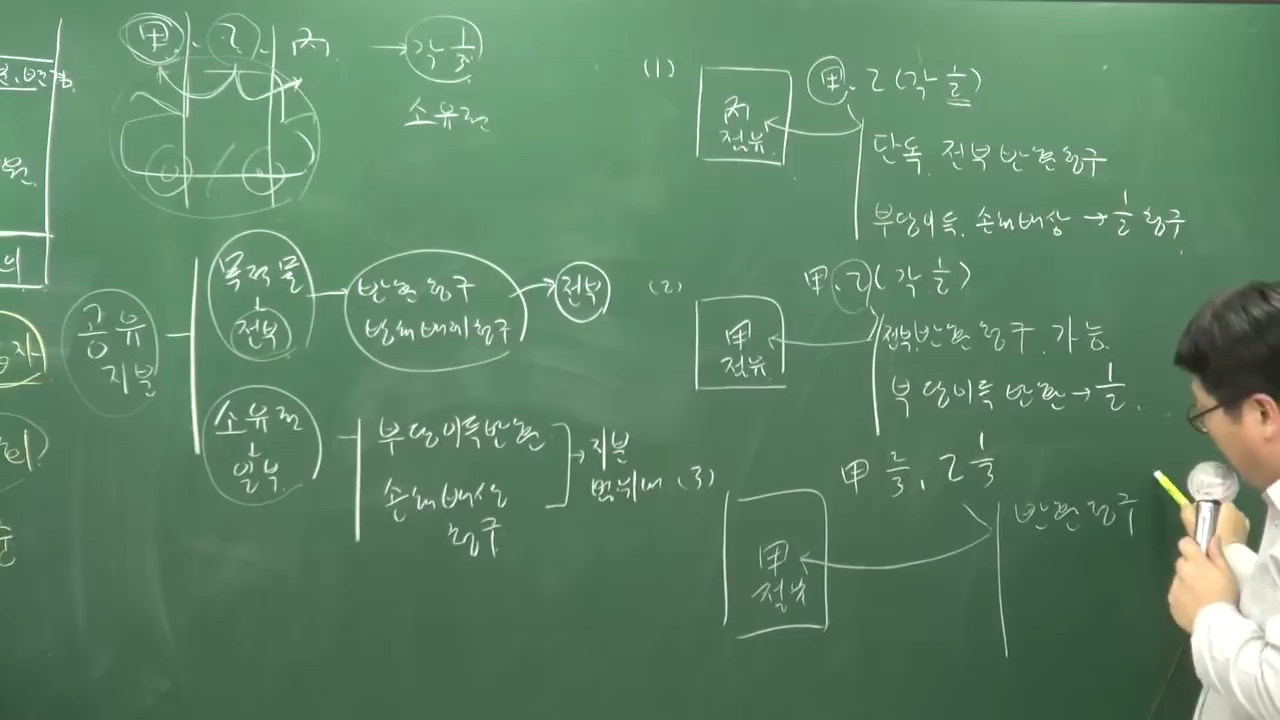 甲. 乙. 丙 → 각 1/3
소유권
공유
지분
목적물
↓
전부
반환청구
방해배제청구
→ 전부
소유권
↓
일부
부당이득반환
손해배상
청구
→ 지분
범위내
(1)
丙
점유
甲. 乙 (각 1/2)
단독. 전부반환청구
부당이득. 손해배상 → 1/2 청구
(2)
甲
점유
甲. 乙 (각 1/2)
전부반환청구. 가능
부당이득 반환 → 1/2.
(3)
甲
점유
甲 2/3, 乙 1/3
반환청구